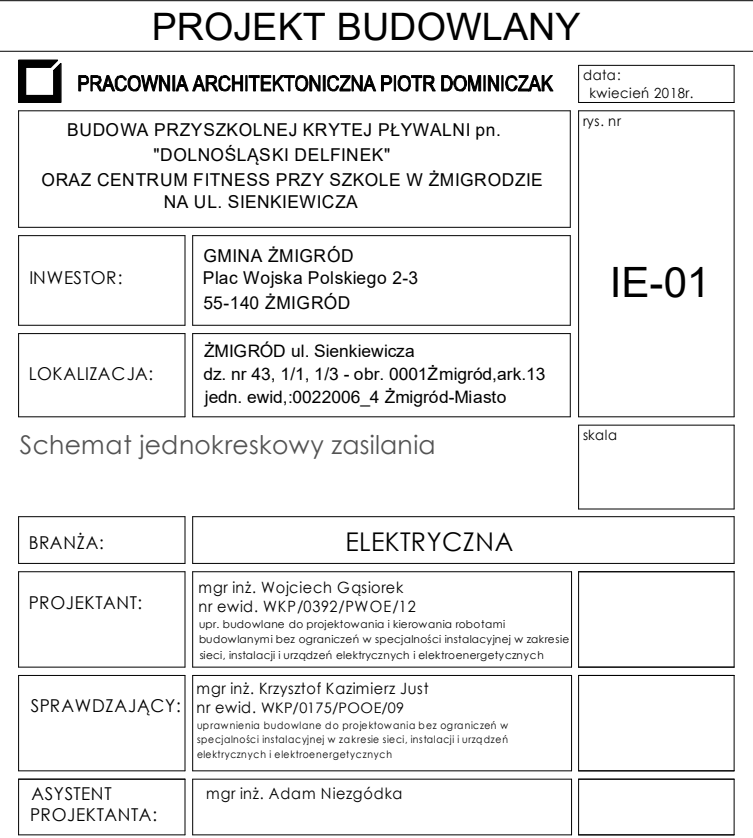 PROJEKT BUDOWLANY
PRACOWNIA ARCHITEKTONICZNA PIOTR DOMINICZAK
data:
kwiecień 2018r.
BUDOWA PRZYSZKOLNEJ KRYTEJ PŁYWALNI pn.
"DOLNOŚLĄSKI DELFINEK"
ORAZ CENTRUM FITNESS PRZY SZKOLE W ŻMIGRODZIE
NA UL. SIENKIEWICZA
rys. nr
IE-01
INWESTOR:
GMINA ŻMIGRÓD
Plac Wojska Polskiego 2-3
55-140 ŻMIGRÓD
LOKALIZACJA:
ŻMIGRÓD ul. Sienkiewicza
dz. nr 43, 1/1, 1/3 - obr. 0001Żmigród,ark.13
jedn. ewid,:0022006_4 Żmigród-Miasto
Schemat jednokreskowy zasilania
skala
BRANŻA:
ELEKTRYCZNA
PROJEKTANT:
mgr inż. Wojciech Gąsiorek
nr ewid. WKP/0392/PWOE/12
upr. budowlane do projektowania i kierowania robotami
budowlanymi bez ograniczeń w specjalności instalacyjnej w zakresie
sieci, instalacji i urządzeń elektrycznych i elektroenergetycznych
SPRAWDZAJĄCY:
mgr inż. Krzysztof Kazimierz Just
nr ewid. WKP/0175/POOE/09
uprawnienia budowlane do projektowania bez ograniczeń w
specjalności instalacyjnej w zakresie sieci, instalacji i urządzeń
elektrycznych i elektroenergetycznych
ASYSTENT
PROJEKTANTA:
mgr inż. Adam Niezgódka